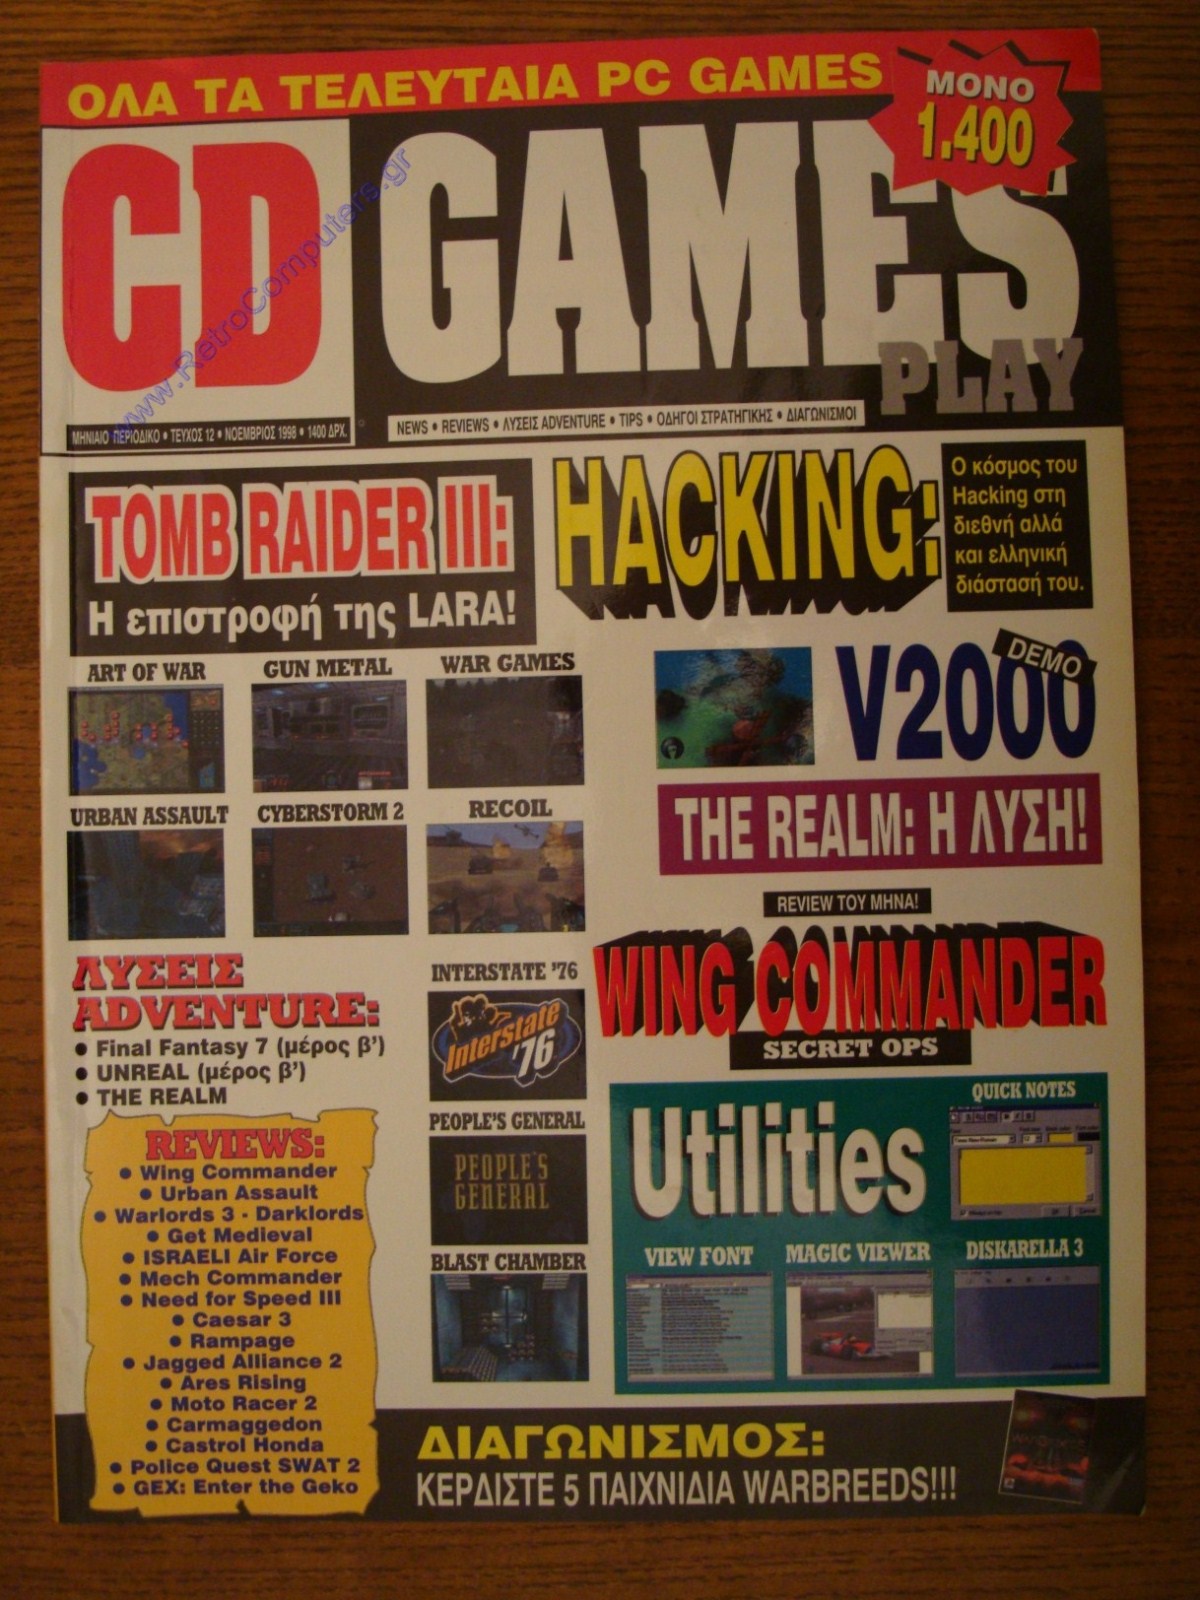 ΟΛΑ ΤΑ ΤΕΛΕΥΤΑΙΑ PC GAMES
ΜΟΝΟ
1.400
CD GAMES
PLAY
www.RetroComputers.gr
ΜΗΝΙΑΙΟ ΠΕΡΙΟΔΙΚΟ • ΤΕΥΧΟΣ 12 • ΝΟΕΜΒΡΙΟΣ 1998 • 1400 ΔΡΧ.
NEWS • REVIEWS • ΛΥΣΕΙΣ ADVENTURE • TIPS • ΟΔΗΓΟΙ ΣΤΡΑΤΗΓΙΚΗΣ • ΔΙΑΓΩΝΙΣΜΟΙ
TOMB RAIDER III:
Η επιστροφή της LARA!
HACKING:
Ο κόσμος του
Hacking στη
διεθνή αλλά
και ελληνική
διάστασή του.
ART OF WAR
GUN METAL
WAR GAMES
URBAN ASSAULT
CYBERSTORM 2
RECOIL
V2000
DEMO
THE REALM: Η ΛΥΣΗ!
REVIEW ΤΟΥ ΜΗΝΑ!
WING COMMANDER
SECRET OPS
ΛΥΣΕΙΣ
ADVENTURE:
• Final Fantasy 7 (μέρος β')
• UNREAL (μέρος β')
• THE REALM
INTERSTATE '76
Interstate
'76
PEOPLE'S GENERAL
PEOPLE'S
GENERAL
BLAST CHAMBER
REVIEWS:
• Wing Commander
• Urban Assault
• Warlords 3 - Darklords
• Get Medieval
• ISRAELI Air Force
• Mech Commander
• Need for Speed III
• Caesar 3
• Rampage
• Jagged Alliance 2
• Ares Rising
• Moto Racer 2
• Carmaggedon
• Castrol Honda
• Police Quest SWAT 2
• GEX: Enter the Geko
Utilities
QUICK NOTES
VIEW FONT
MAGIC VIEWER
DISKARELLA 3
ΔΙΑΓΩΝΙΣΜΟΣ:
ΚΕΡΔΙΣΤΕ 5 ΠΑΙΧΝΙΔΙΑ WARBREEDS!!!